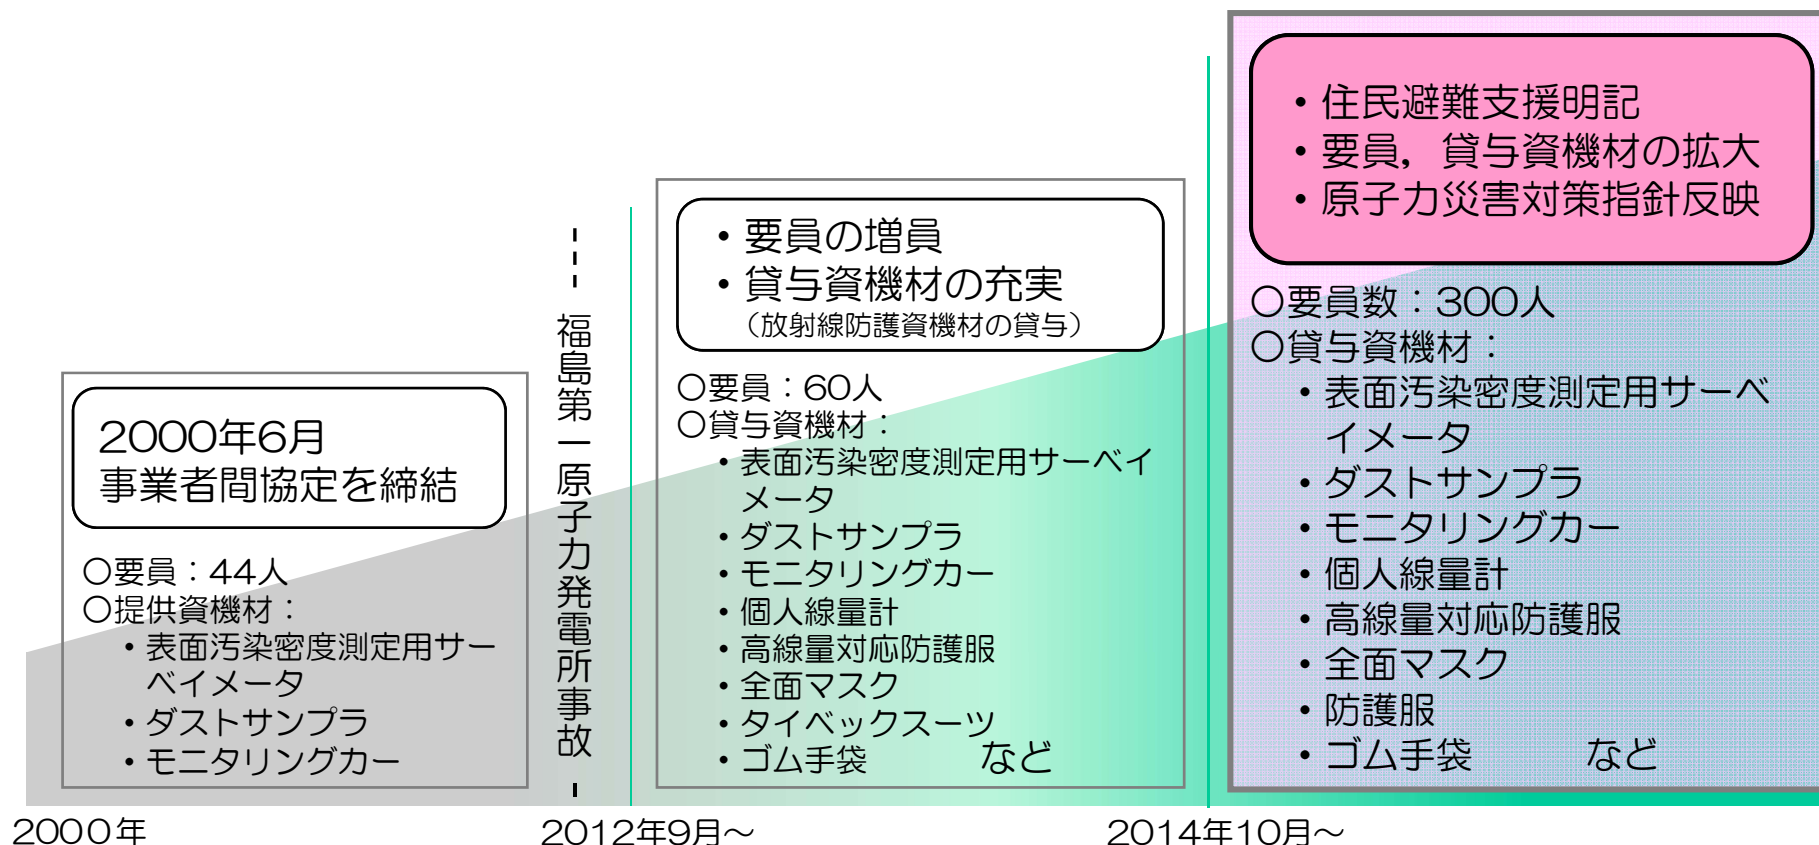 2000年6月
事業者間協定を締結
〇要員：44人
〇提供資機材：
・表面汚染密度測定用サー
ベイメータ
・ダストサンプラ
・モニタリングカー
福島第一原子力発電所事故
・要員の増員
・貸与資機材の充実
（放射線防護資機材の貸与）
〇要員：60人
〇貸与資機材：
・表面汚染密度測定用サーベイ
メータ
・ダストサンプラ
・モニタリングカー
・個人線量計
・高線量対応防護服
・全面マスク
・タイベックスーツ
・ゴム手袋　　　など
・住民避難支援明記
・要員，貸与資機材の拡大
・原子力災害対策指針反映
〇要員数：300人
〇貸与資機材：
・表面汚染密度測定用サーベ
イメータ
・ダストサンプラ
・モニタリングカー
・個人線量計
・高線量対応防護服
・全面マスク
・防護服
・ゴム手袋　　　など
2000年
2012年9月～
2014年10月～